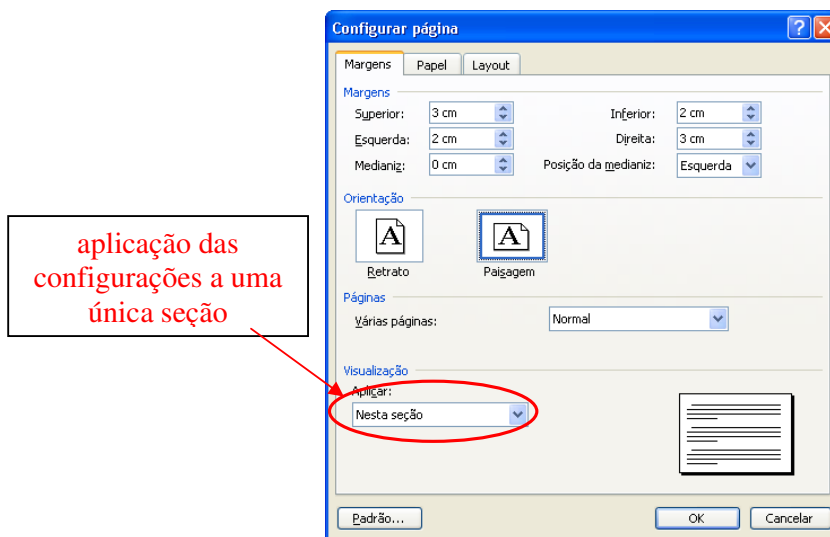 Configurar página
Margens Papel Layout
Margens
Superior: 3 cm Inferior: 2 cm
Esquerda: 2 cm Direita: 3 cm
Medianiz: 0 cm Posição da medianiz: Esquerda
Orientação
A A
Retrato Paisagem
aplicação das
configurações a uma
única seção
Páginas
Várias páginas: Normal
Visualização
Aplicar:
Nesta seção
Padrão... OK Cancelar